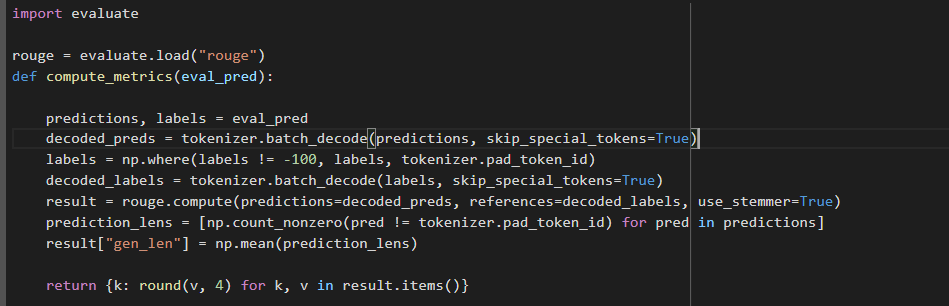 import evaluate
rouge = evaluate.load("rouge")
def compute_metrics(eval_pred):
    predictions, labels = eval_pred
    decoded_preds = tokenizer.batch_decode(predictions, skip_special_tokens=True)
    labels = np.where(labels != -100, labels, tokenizer.pad_token_id)
    decoded_labels = tokenizer.batch_decode(labels, skip_special_tokens=True)
    result = rouge.compute(predictions=decoded_preds, references=decoded_labels, use_stemmer=True)
    prediction_lens = [np.count_nonzero(pred != tokenizer.pad_token_id) for pred in predictions]
    result["gen_len"] = np.mean(prediction_lens)
    return {k: round(v, 4) for k, v in result.items()}